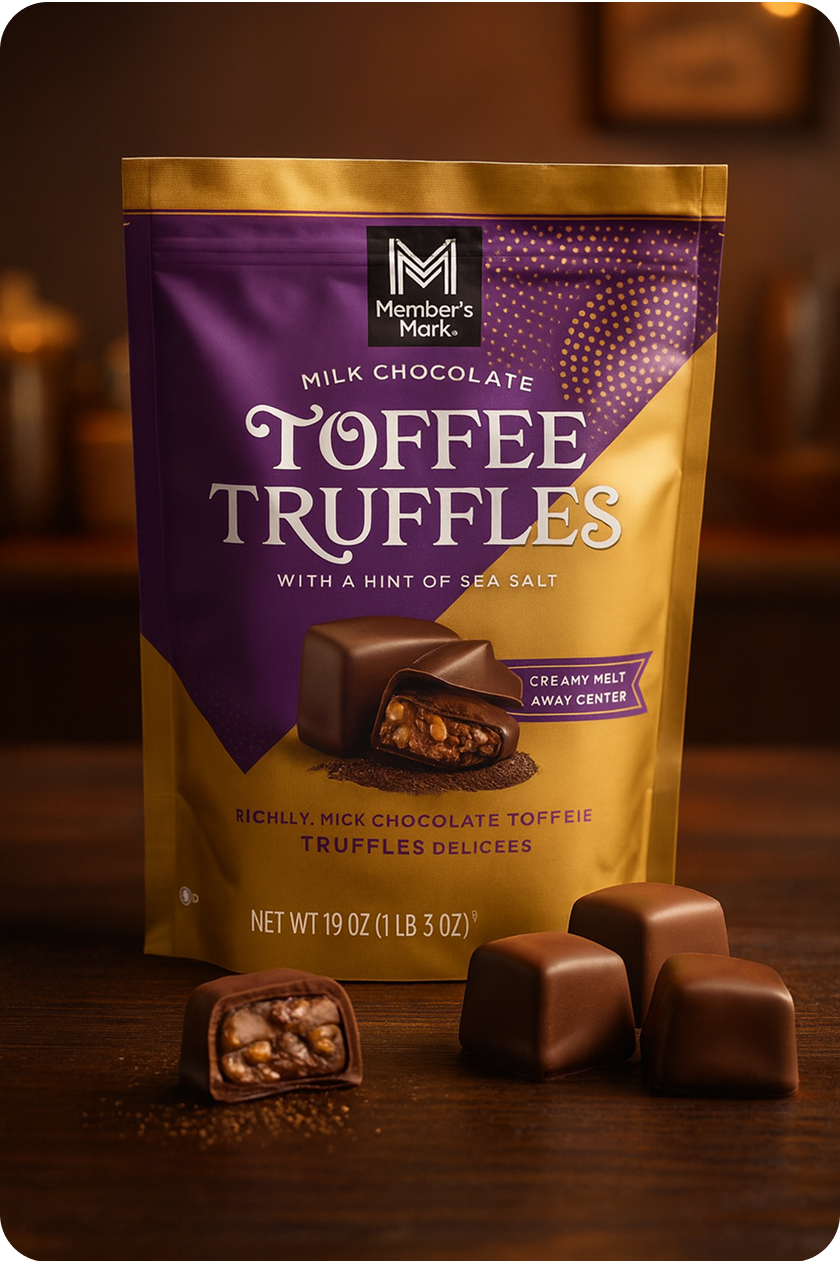 Member's
Mark
MILK CHOCOLATE
TOFFEE
TRUFFLES
WITH A HINT OF SEA SALT
CREAMY MELT
AWAY CENTER
RICHLLY. MICK CHOCOLATE TOFFEIE
TRUFFLES DELICEES
NET WT 19 OZ (1 LB 3 OZ)
D